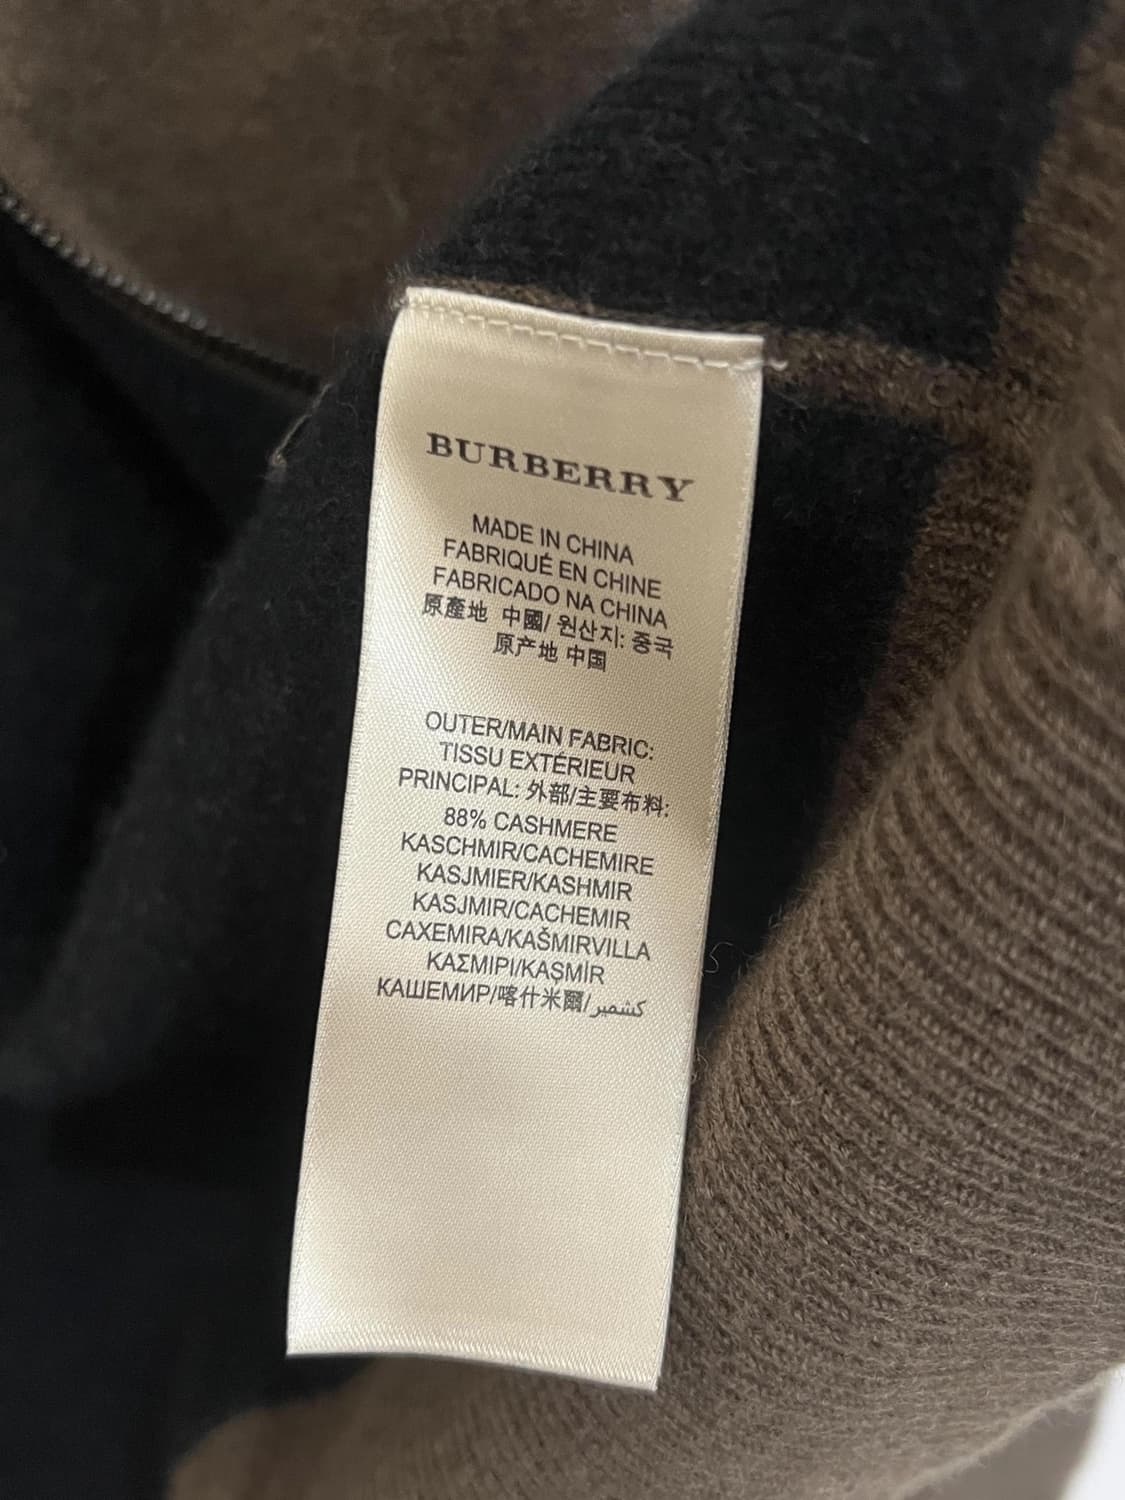 BURBERRY
MADE IN CHINA
FABRIQUÉ EN CHINE
FABRICADO NA CHINA
原產地 中國/ 원산지: 중국
原产地 中国
OUTER/MAIN FABRIC:
TISSU EXTÉRIEUR
PRINCIPAL: 外部/主要布料:
88% CASHMERE
KASCHMIR/CACHEMIRE
KASJMIER/KASHMIR
KASJMIR/CACHEMIR
CAXEMIRA/KAŠMIRVILLA
ΚΑΣΜΙΡΙ/KAŞMİR
КАШЕМИР/喀什米爾/كشمير